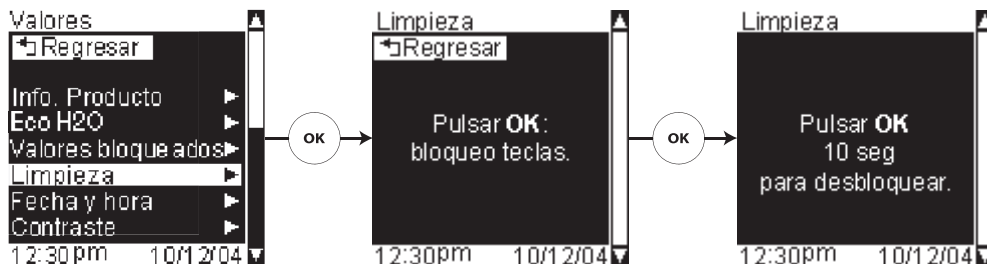 Valores
Regresar
Info. Producto
Eco H2O
Valores bloqueados
Limpieza
Fecha y hora
Contraste
12:30pm 10/12/04
OK
Limpieza
Regresar
Pulsar OK:
bloqueo teclas.
12:30pm 10/12/04
OK
Limpieza
Pulsar OK
10 seg
para desbloquear.
12:30pm 10/12/04